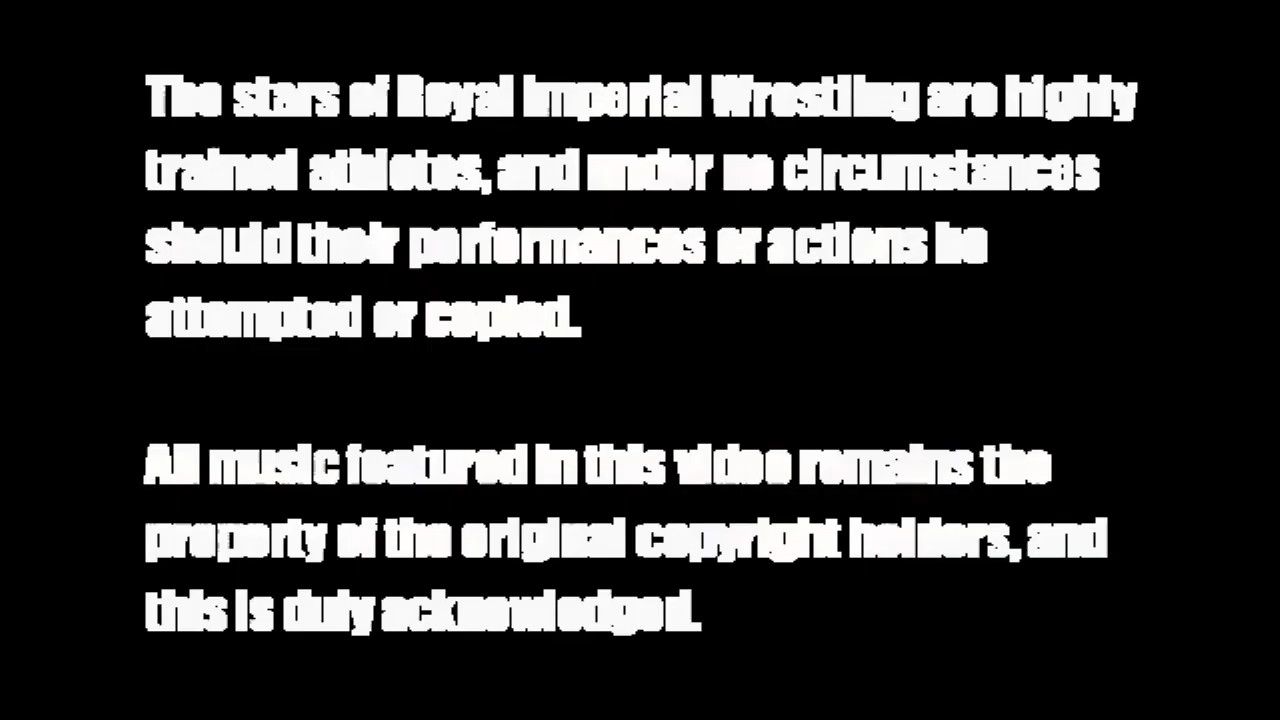 The stars of Royal Imperial Wrestling are highly
trained athletes, and under no circumstances
should their performances or actions be
attempted or copied.
All music featured in this video remains the
property of the original copyright holders, and
this is duly acknowledged.